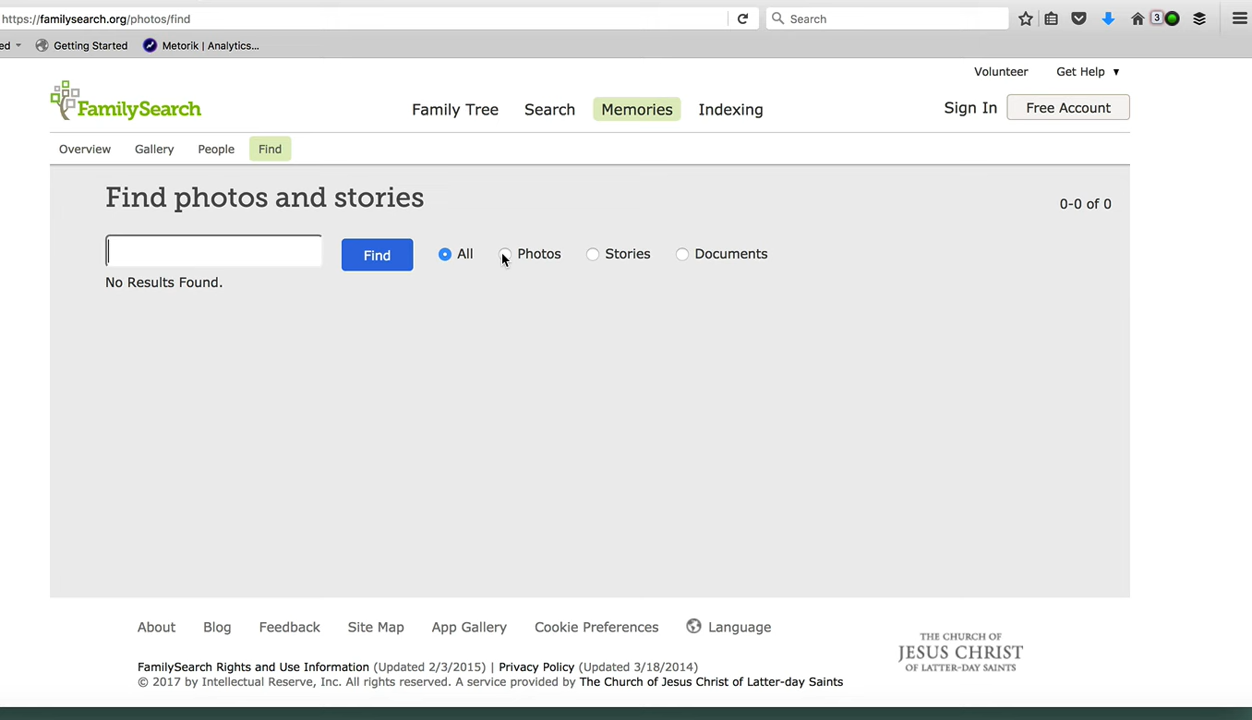 https://familysearch.org/photos/find
Search
3
ed
Getting Started
Metorik | Analytics...
Volunteer
Get Help
FamilySearch
Family Tree
Search
Memories
Indexing
Sign In
Free Account
Overview
Gallery
People
Find
Find photos and stories
0-0 of 0
Find
All
Photos
Stories
Documents
No Results Found.
About
Blog
Feedback
Site Map
App Gallery
Cookie Preferences
Language
THE CHURCH OF
JESUS CHRIST
OF LATTER-DAY SAINTS
FamilySearch Rights and Use Information (Updated 2/3/2015) | Privacy Policy (Updated 3/18/2014)
© 2017 by Intellectual Reserve, Inc. All rights reserved. A service provided by The Church of Jesus Christ of Latter-day Saints